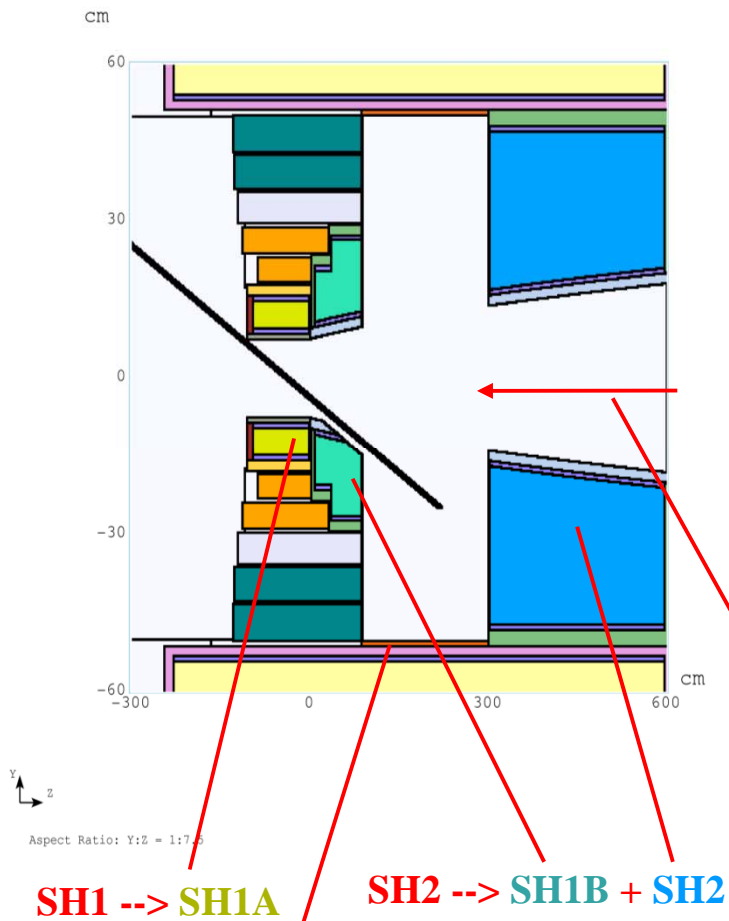 cm
60
30
0
-30
-60
cm
-300
0
300
600
Y
Z
Aspect Ratio: Y:Z = 1:7.5
SH1 --> SH1A
SH2 --> SH1B + SH2